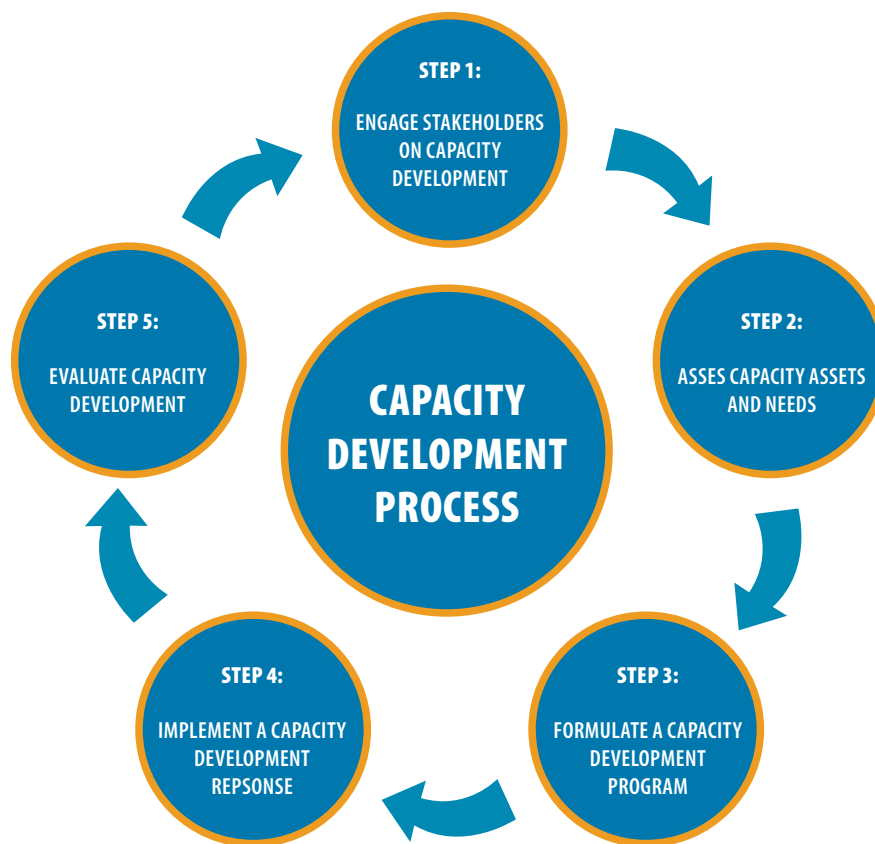 STEP 1:
ENGAGE STAKEHOLDERS
ON CAPACITY
DEVELOPMENT
STEP 2:
ASSES CAPACITY ASSETS
AND NEEDS
STEP 3:
FORMULATE A CAPACITY
DEVELOPMENT
PROGRAM
STEP 4:
IMPLEMENT A CAPACITY
DEVELOPMENT
REPSONSE
STEP 5:
EVALUATE CAPACITY
DEVELOPMENT
CAPACITY
DEVELOPMENT
PROCESS